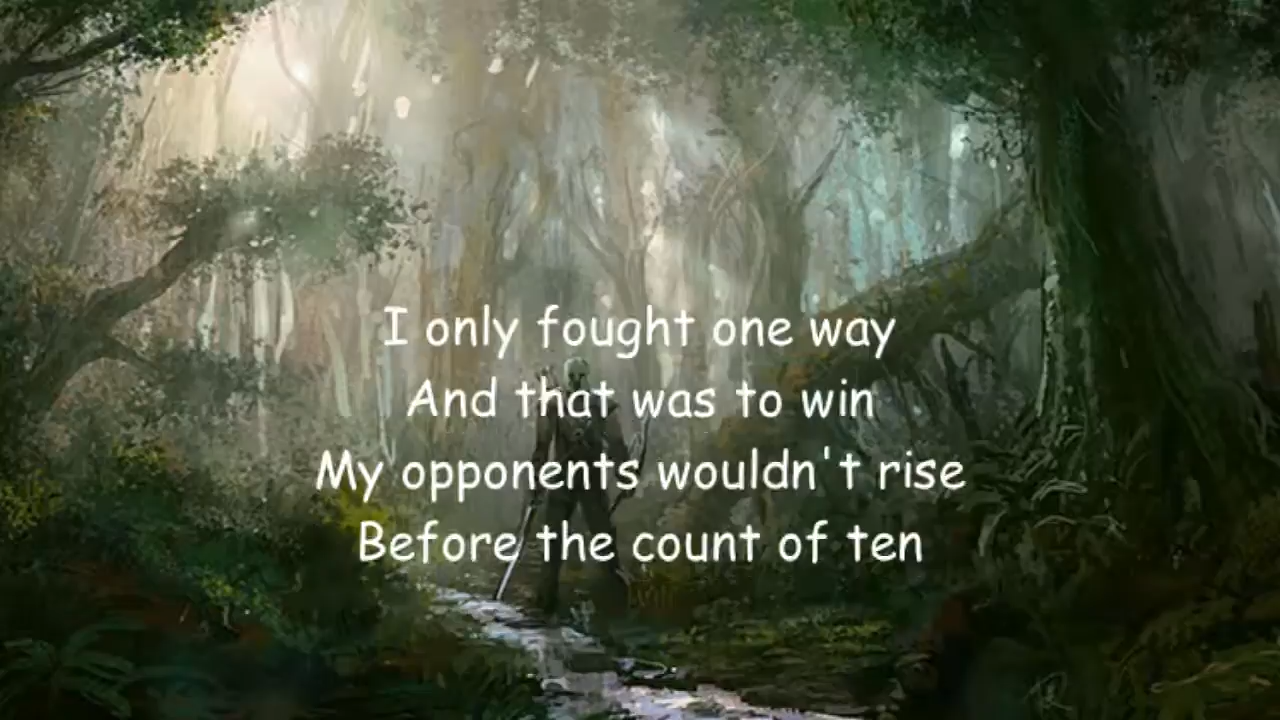 I only fought one way
And that was to win
My opponents wouldn't rise
Before the count of ten